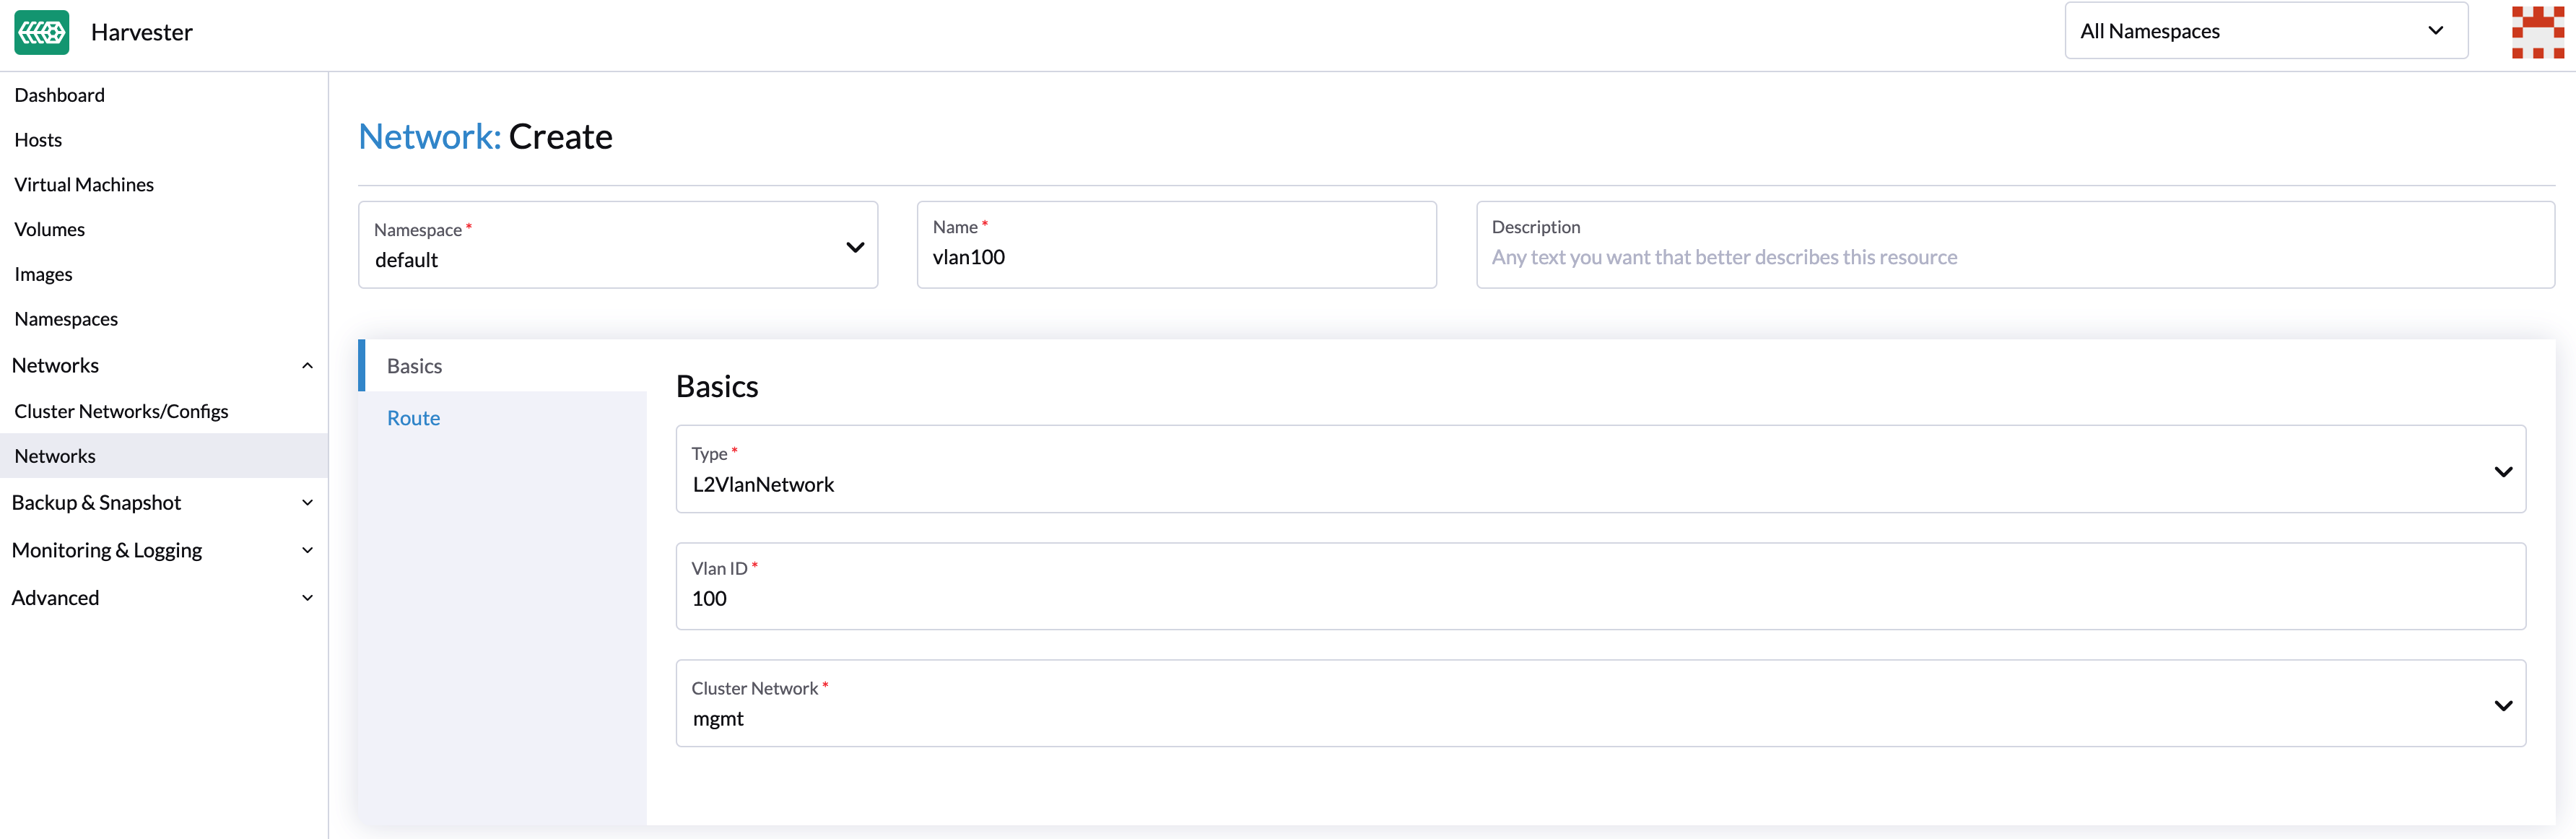 Harvester
All Namespaces
Dashboard
Hosts
Virtual Machines
Volumes
Images
Namespaces
Networks
Cluster Networks/Configs
Networks
Backup & Snapshot
Monitoring & Logging
Advanced
Network: Create
Namespace *
default
Name *
vlan100
Description
Any text you want that better describes this resource
Basics
Route
Basics
Type *
L2VlanNetwork
Vlan ID *
100
Cluster Network *
mgmt